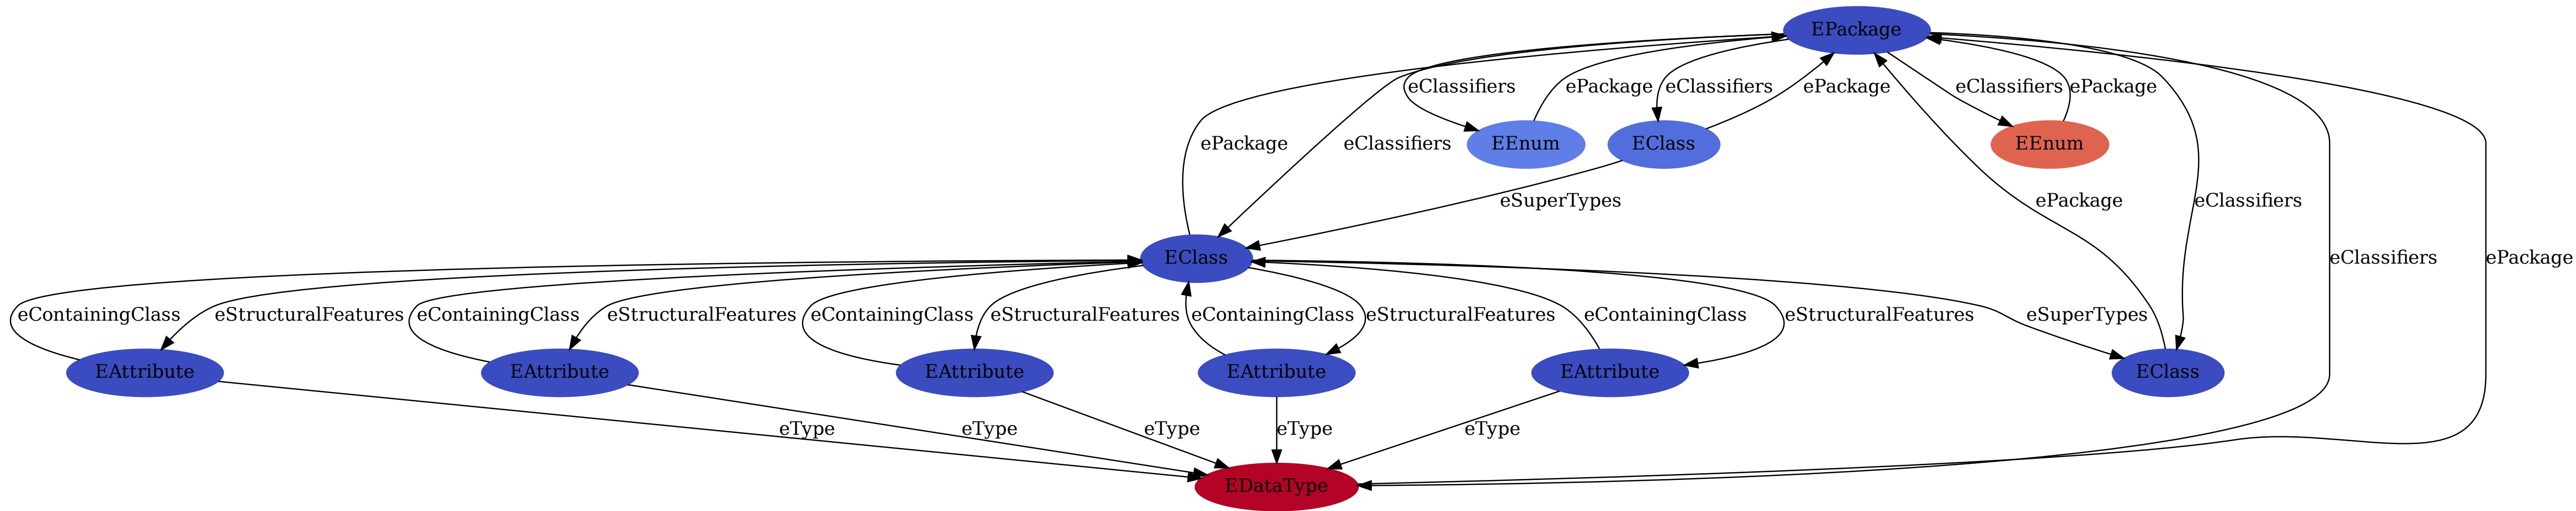 EPackage
eClassifiers
ePackage
eClassifiers
ePackage
eClassifiers
ePackage
ePackage
eClassifiers
EEnum
EClass
EEnum
eSuperTypes
ePackage
eClassifiers
EClass
eClassifiers
ePackage
eContainingClass
eStructuralFeatures
eContainingClass
eStructuralFeatures
eContainingClass
eStructuralFeatures
eContainingClass
eStructuralFeatures
eContainingClass
eStructuralFeatures
eSuperTypes
EAttribute
EAttribute
EAttribute
EAttribute
EAttribute
EClass
eType
eType
eType
eType
eType
EDataType